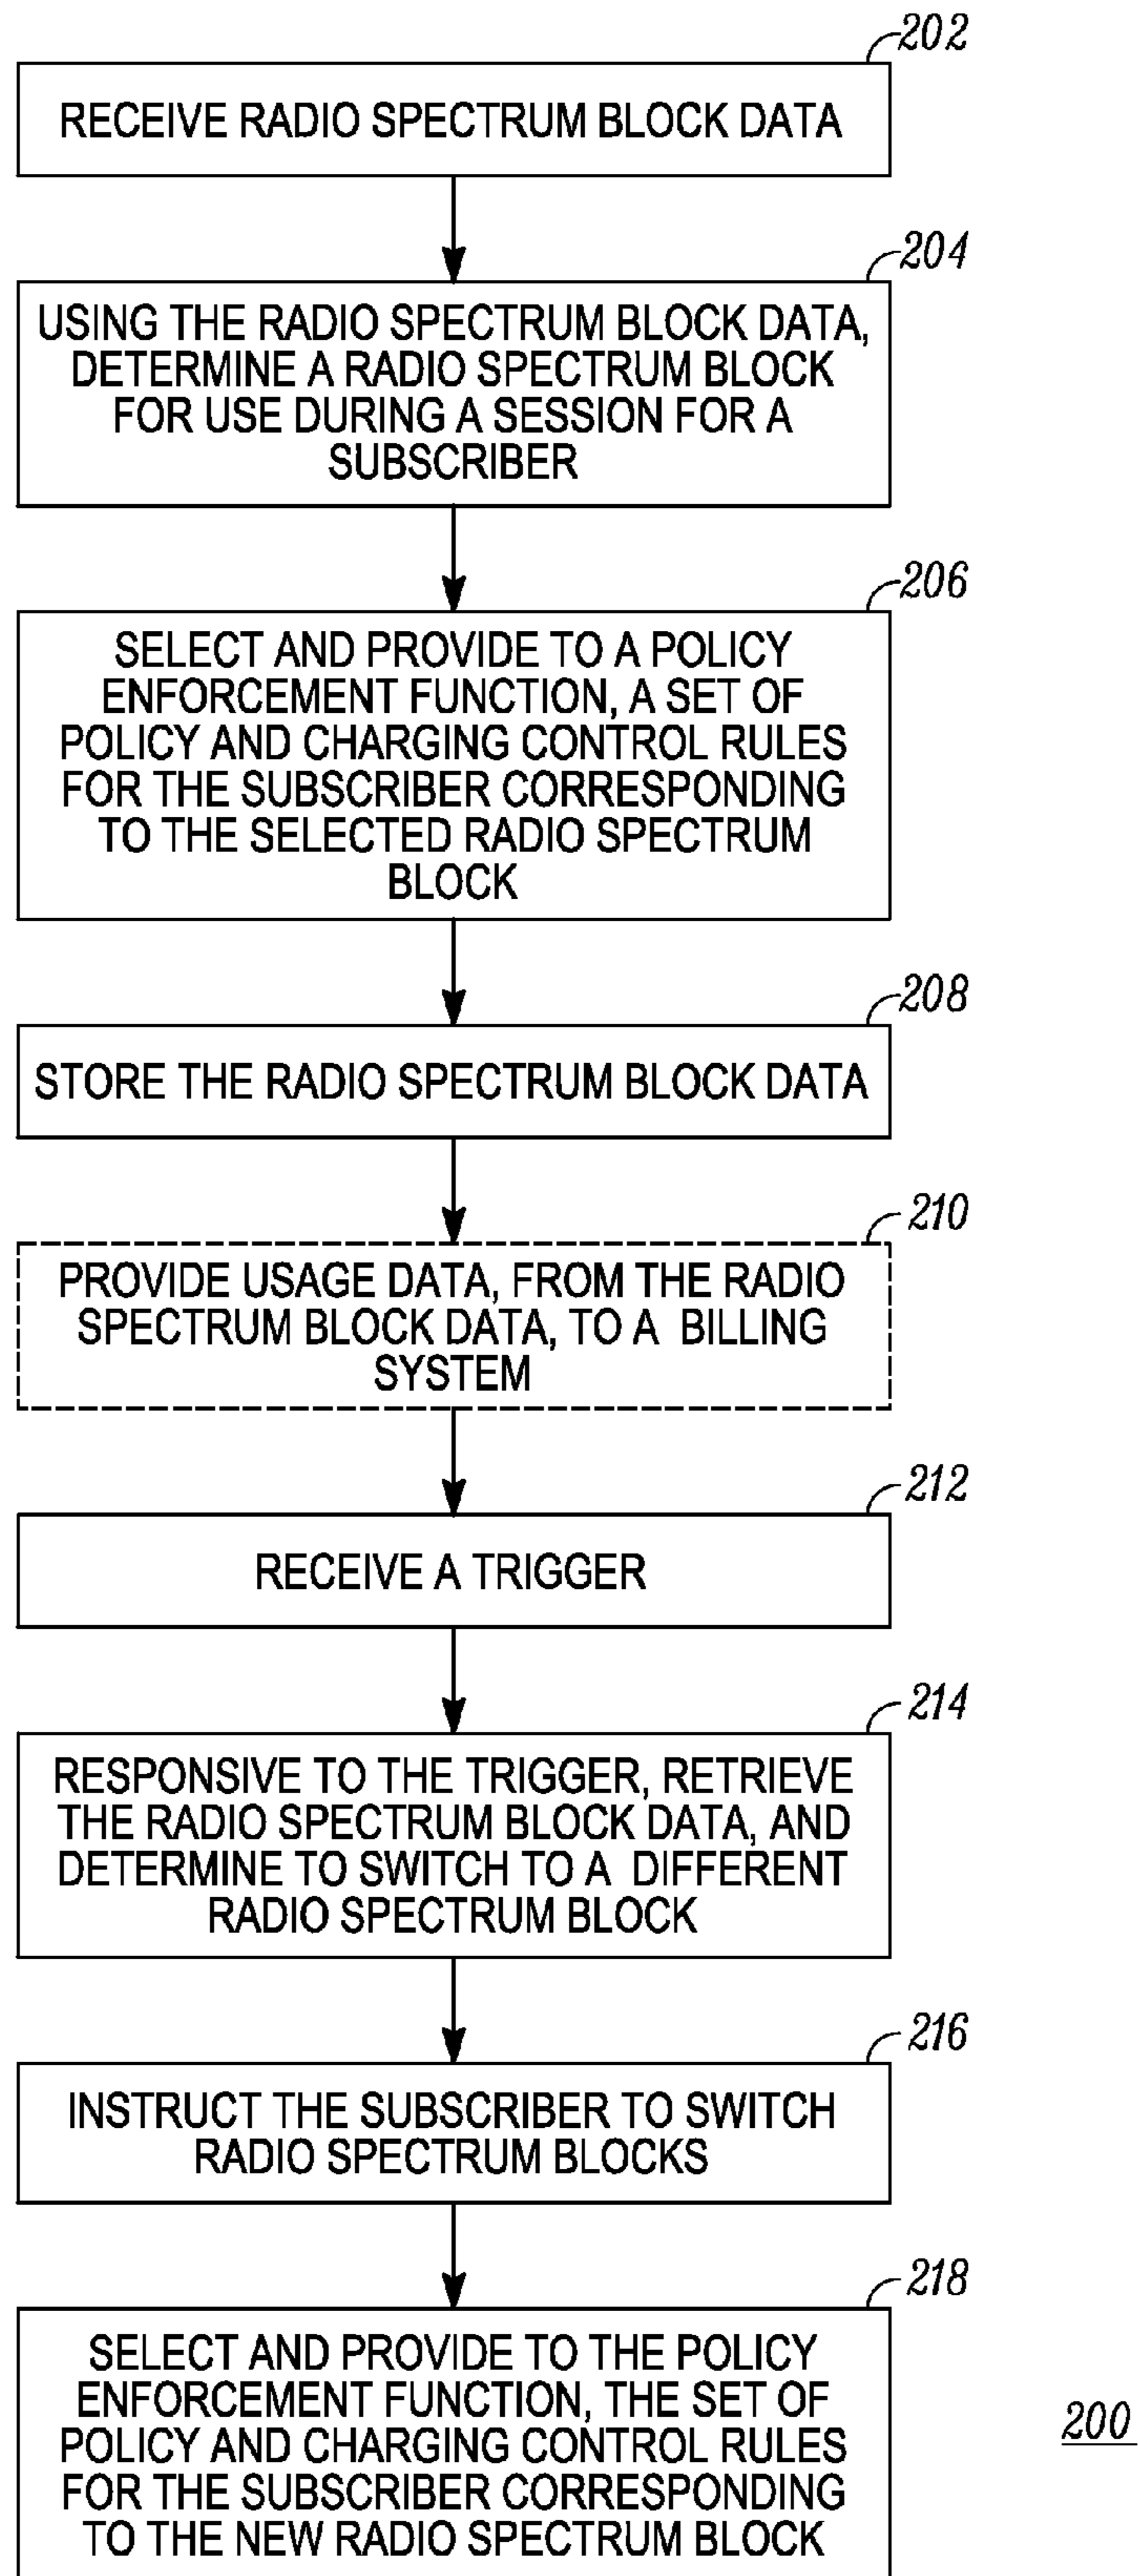 202
RECEIVE RADIO SPECTRUM BLOCK DATA
204
USING THE RADIO SPECTRUM BLOCK DATA,
DETERMINE A RADIO SPECTRUM BLOCK
FOR USE DURING A SESSION FOR A
SUBSCRIBER
206
SELECT AND PROVIDE TO A POLICY
ENFORCEMENT FUNCTION, A SET OF
POLICY AND CHARGING CONTROL RULES
FOR THE SUBSCRIBER CORRESPONDING
TO THE SELECTED RADIO SPECTRUM
BLOCK
208
STORE THE RADIO SPECTRUM BLOCK DATA
210
PROVIDE USAGE DATA, FROM THE RADIO
SPECTRUM BLOCK DATA, TO A BILLING
SYSTEM
212
RECEIVE A TRIGGER
214
RESPONSIVE TO THE TRIGGER, RETRIEVE
THE RADIO SPECTRUM BLOCK DATA, AND
DETERMINE TO SWITCH TO A DIFFERENT
RADIO SPECTRUM BLOCK
216
INSTRUCT THE SUBSCRIBER TO SWITCH
RADIO SPECTRUM BLOCKS
218
SELECT AND PROVIDE TO THE POLICY
ENFORCEMENT FUNCTION, THE SET OF
POLICY AND CHARGING CONTROL RULES
FOR THE SUBSCRIBER CORRESPONDING
TO THE NEW RADIO SPECTRUM BLOCK
200